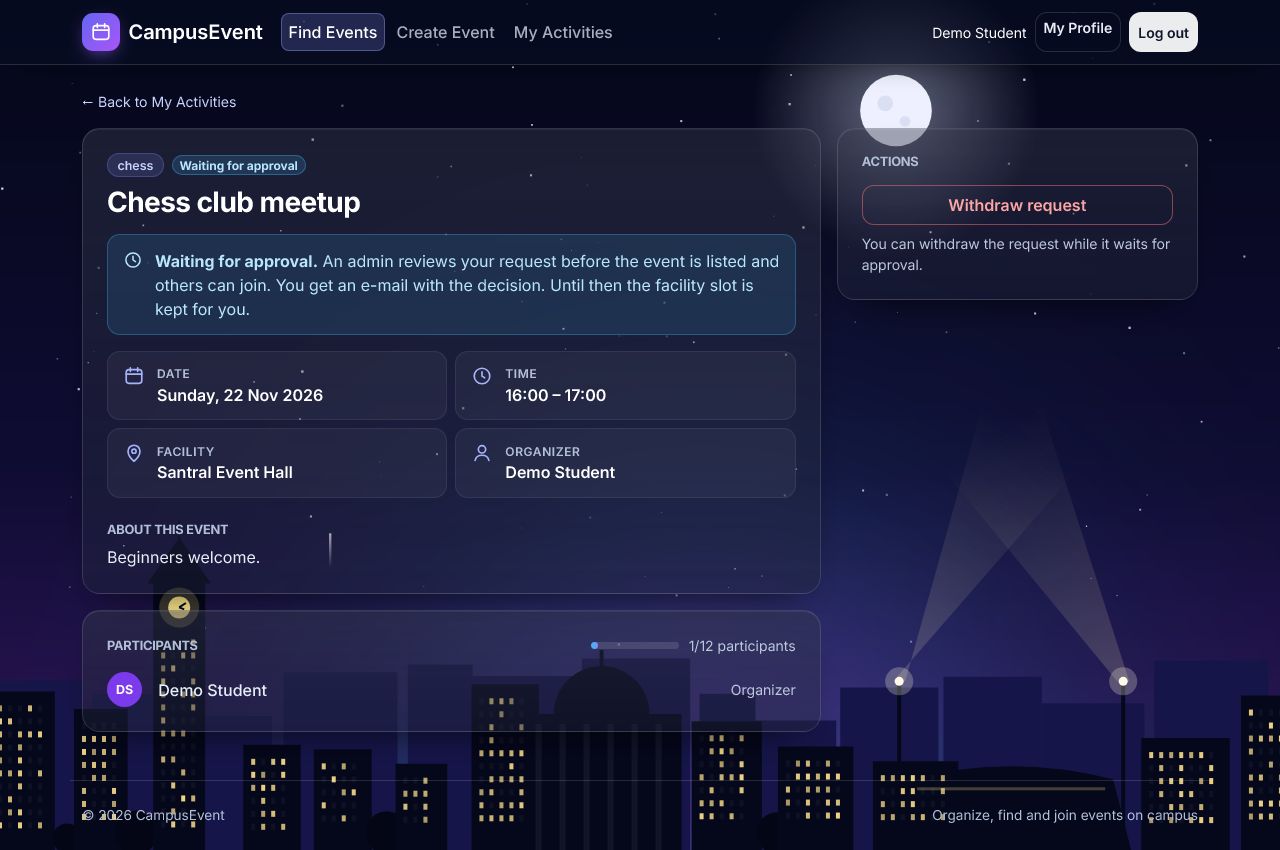 CampusEvent
Find Events
Create Event
My Activities
Demo Student
My Profile
Log out
← Back to My Activities
chess
Waiting for approval
Chess club meetup
Waiting for approval. An admin reviews your request before the event is listed and
others can join. You get an e-mail with the decision. Until then the facility slot is
kept for you.
DATE
Sunday, 22 Nov 2026
TIME
16:00 – 17:00
FACILITY
Santral Event Hall
ORGANIZER
Demo Student
ABOUT THIS EVENT
Beginners welcome.
PARTICIPANTS
1/12 participants
DS
Demo Student
Organizer
ACTIONS
Withdraw request
You can withdraw the request while it waits for
approval.
© 2026 CampusEvent
Organize, find and join events on campus